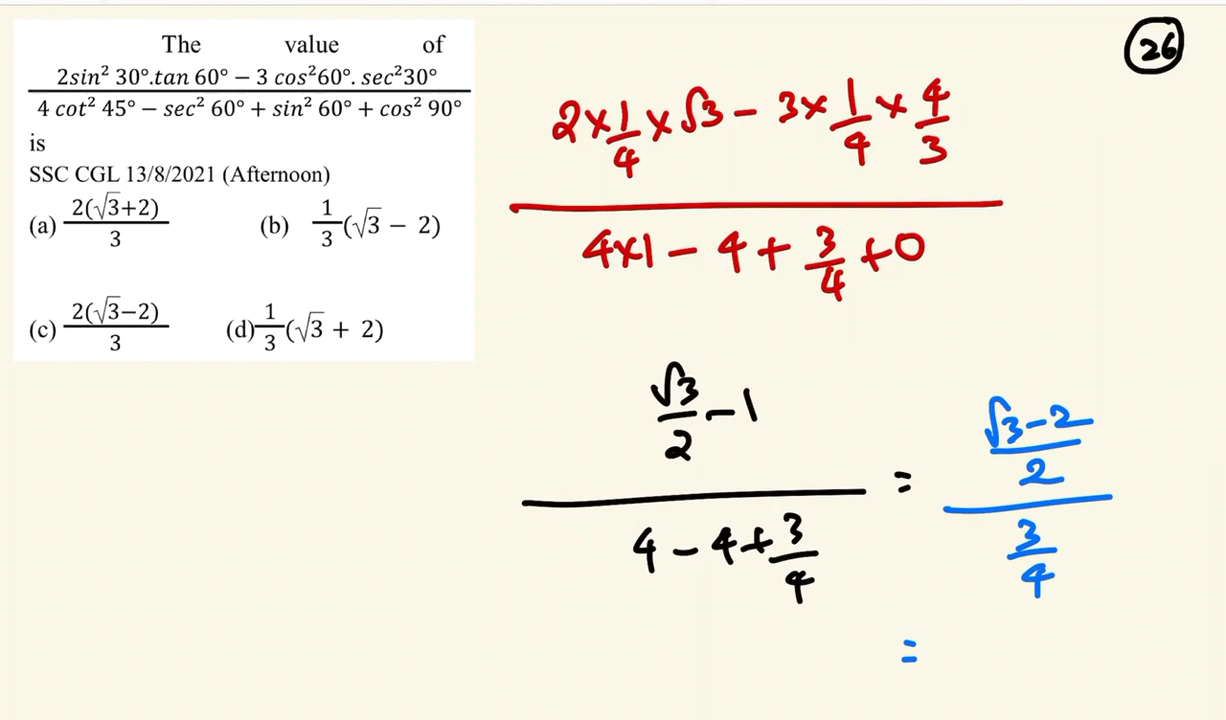 The value of
2sin² 30°.tan 60° − 3 cos²60°. sec²30°
4 cot² 45° − sec² 60° + sin² 60° + cos² 90°
is
SSC CGL 13/8/2021 (Afternoon)
(a) 2(√3+2)/3 (b) 1/3(√3 − 2)
(c) 2(√3−2)/3 (d) 1/3(√3 + 2)
26
2×1/4×√3 − 3×1/4×4/3
4×1 − 4 + 3/4 + 0
√3/2 − 1
4 − 4 + 3/4
=
√3−2/2
3/4
=